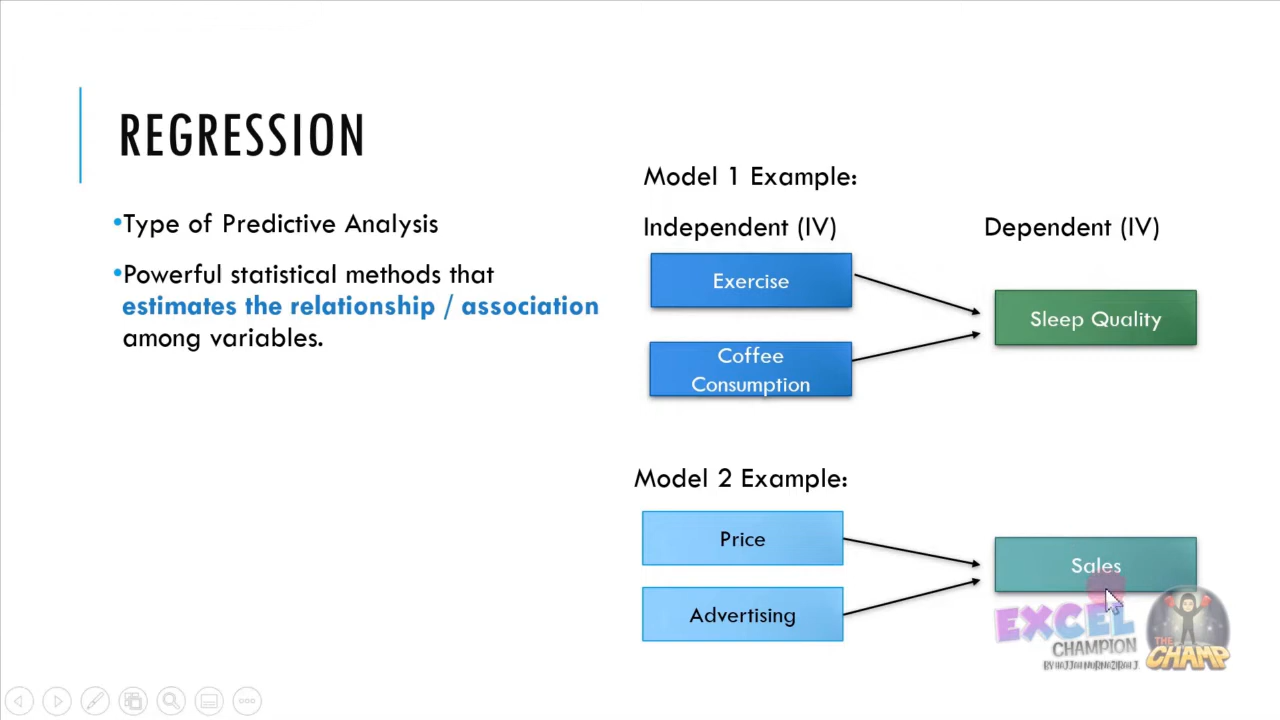 REGRESSION
•Type of Predictive Analysis
•Powerful statistical methods that
estimates the relationship / association
among variables.
Model 1 Example:
Independent (IV)
Dependent (IV)
Exercise
Coffee
Consumption
Sleep Quality
Model 2 Example:
Price
Advertising
Sales
EXCEL
CHAMPION
THE
CHAMP